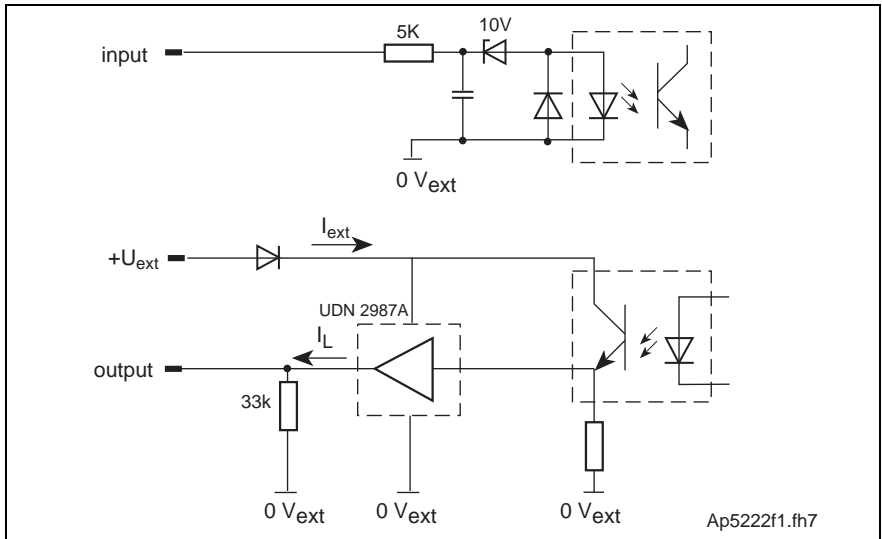 10V
5K
input
0 Vext
Iext
+Uext
UDN 2987A
IL
output
33k
0 Vext
0 Vext
0 Vext
Ap5222f1.fh7